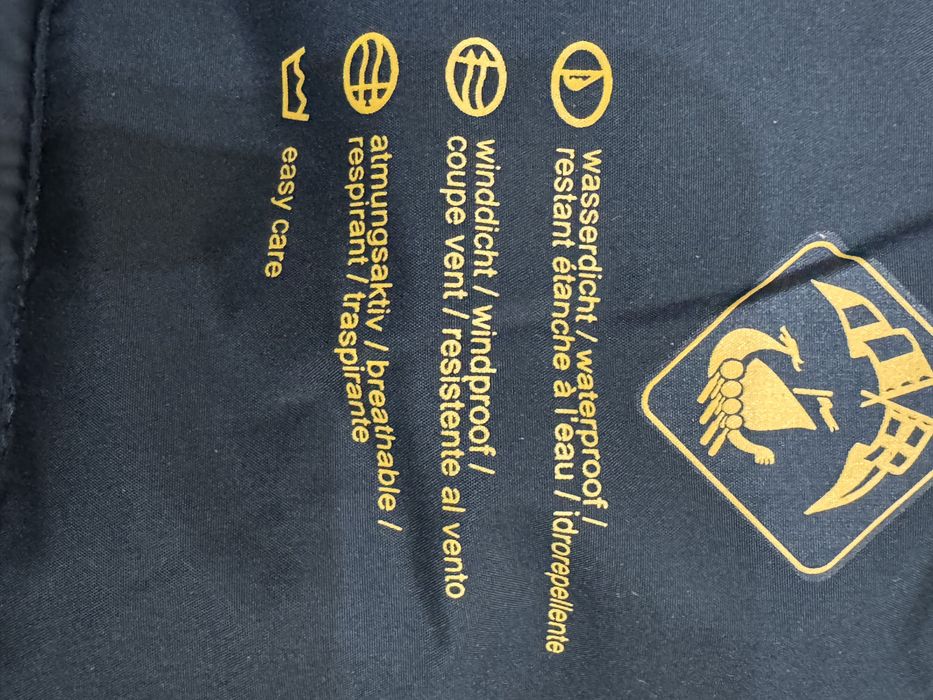 wasserdicht / waterproof /
restant étanche à l'eau / idrorepellente
winddicht / windproof /
coupe vent / resistente al vento
atmungsaktiv / breathable /
respirant / traspirante
easy care